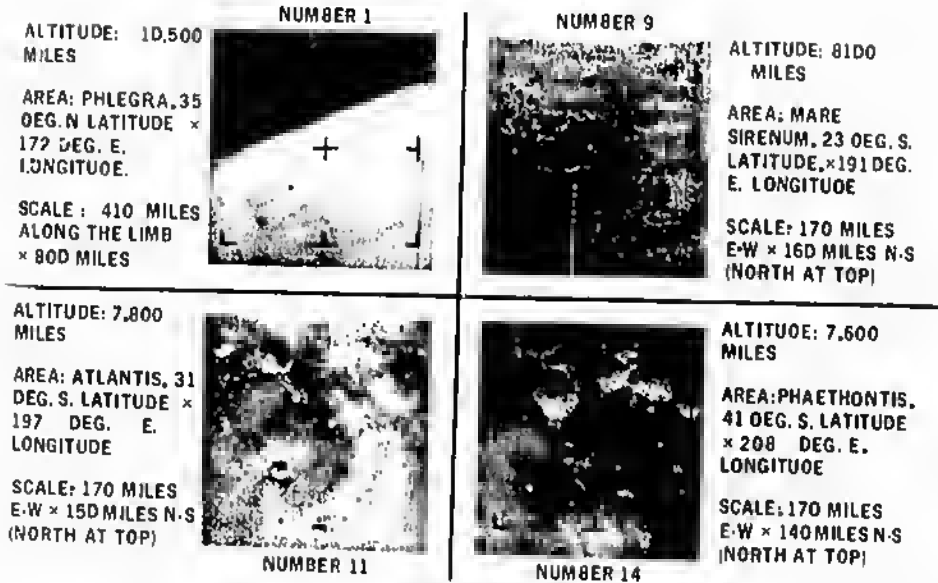 NUMBER 1
ALTITUDE: 10,500
MILES
AREA: PHLEGRA, 35
DEG. N LATITUDE ×
172 DEG. E.
LONGITUDE.
SCALE: 410 MILES
ALONG THE LIMB
× 800 MILES
NUMBER 9
ALTITUDE: 8100
MILES
AREA: MARE
SIRENUM, 23 DEG. S.
LATITUDE, × 191 DEG.
E. LONGITUDE
SCALE: 170 MILES
E-W × 160 MILES N-S
(NORTH AT TOP)
ALTITUDE: 7,800
MILES
AREA: ATLANTIS, 31
DEG. S. LATITUDE ×
197 DEG. E.
LONGITUDE
SCALE: 170 MILES
E-W × 150 MILES N-S
(NORTH AT TOP)
NUMBER 11
ALTITUDE: 7,600
MILES
AREA: PHAETHONTIS,
41 DEG. S. LATITUDE
× 208 DEG. E.
LONGITUDE
SCALE: 170 MILES
E-W × 140 MILES N-S
(NORTH AT TOP)
NUMBER 14